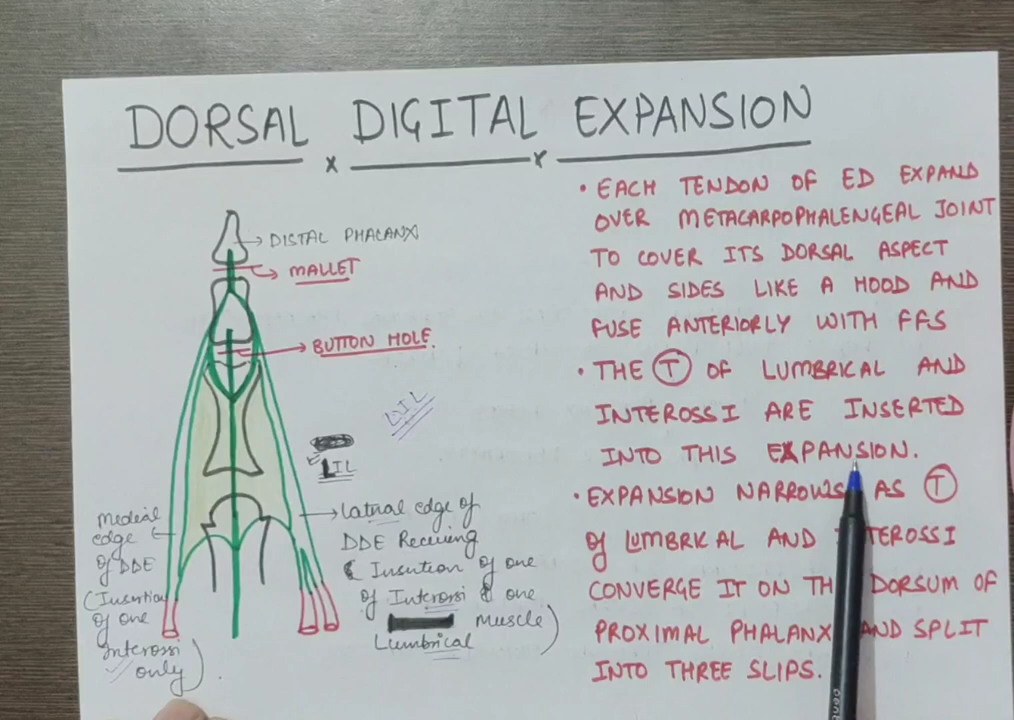 DORSAL DIGITAL EXPANSION
DISTAL PHALANX
MALLET
BUTTON HOLE.
LIL
Medial
edge
of DDE
(Insertion
of one
Interossi
only)
Latral edge of
DDE Receiving
(Insertion of one
of Interossi & one
Muscle)
Lumbrical
• EACH TENDON OF ED EXPAND
OVER METACARPOPHALENGEAL JOINT
TO COVER ITS DORSAL ASPECT
AND SIDES LIKE A HOOD AND
FUSE ANTERIORLY WITH FFS
• THE T OF LUMBRICAL AND
INTEROSSI ARE INSERTED
INTO THIS EXPANSION.
• EXPANSION NARROWS AS T
of LUMBRICAL AND INTEROSSI
CONVERGE IT ON THE DORSUM OF
PROXIMAL PHALANX AND SPLIT
INTO THREE SLIPS.